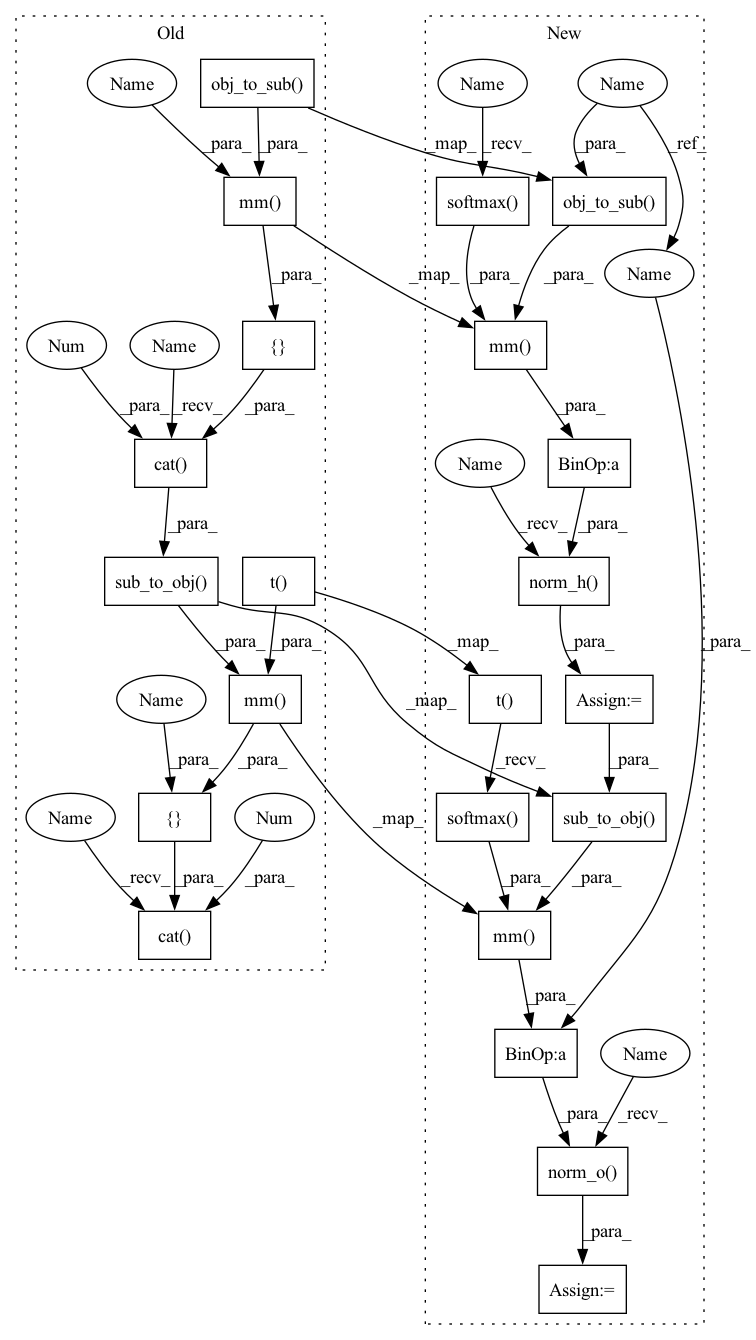 Old
New
Name
obj_to_sub()
Name
Name
_para_
_para_
_map_
_recv_
_para_
_ref_
mm()
softmax()
obj_to_sub()
Name
_para_
_map_
_para_
_para_
Num
Name
{}
mm()
_para_
_recv_
_para_
_para_
cat()
Name
BinOp:a
_para_
_recv_
_para_
sub_to_obj()
t()
norm_h()
_para_
_para_
_map_
_para_
_para_
Name
mm()
t()
Assign:=
_map_
_para_
_para_
_recv_
_para_
Name
{}
Num
softmax()
sub_to_obj()
_map_
_recv_
_para_
_para_
_para_
_para_
cat()
mm()
_para_
BinOp:a
Name
_para_
_recv_
norm_o()
_para_
Assign:=